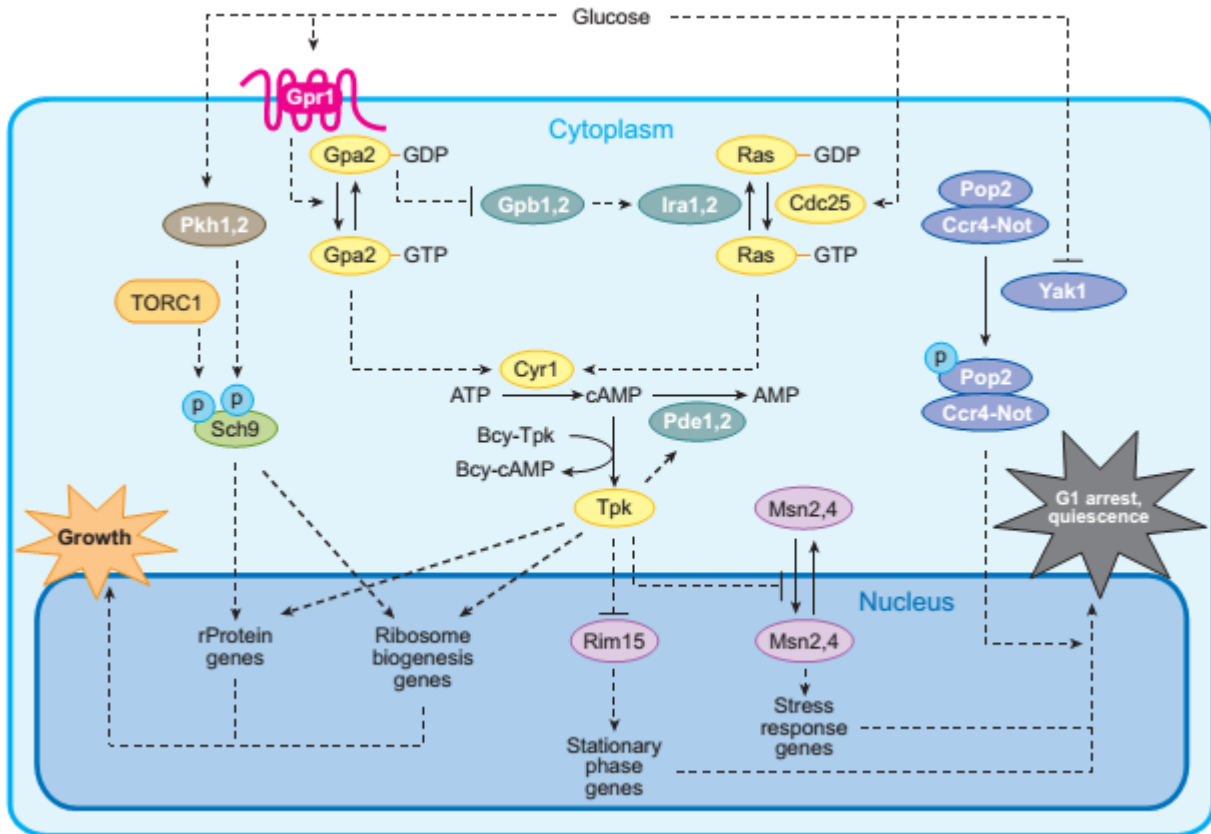 Glucose
Gpr1
Cytoplasm
Gpa2
GDP
Ras
GDP
Pop2
Gpb1,2
Ira1,2
Cdc25
Pkh1,2
Ccr4-Not
Gpa2
GTP
Ras
GTP
TORC1
Yak1
P
Cyr1
Pop2
ATP
cAMP
AMP
P
P
Pde1,2
Ccr4-Not
Sch9
Bcy-Tpk
Bcy-cAMP
G1 arrest,
quiescence
Tpk
Msn2,4
Growth
Nucleus
rProtein
genes
Ribosome
biogenesis
genes
Rim15
Msn2,4
Stress
response
genes
Stationary
phase
genes